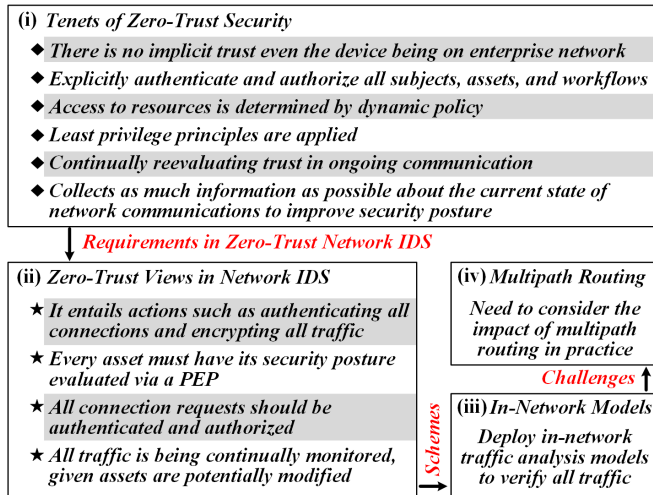 (i) Tenets of Zero-Trust Security
◆ There is no implicit trust even the device being on enterprise network
◆ Explicitly authenticate and authorize all subjects, assets, and workflows
◆ Access to resources is determined by dynamic policy
◆ Least privilege principles are applied
◆ Continually reevaluating trust in ongoing communication
◆ Collects as much information as possible about the current state of
network communications to improve security posture
Requirements in Zero-Trust Network IDS
(ii) Zero-Trust Views in Network IDS
★ It entails actions such as authenticating all
connections and encrypting all traffic
★ Every asset must have its security posture
evaluated via a PEP
★ All connection requests should be
authenticated and authorized
★ All traffic is being continually monitored,
given assets are potentially modified
Schemes
(iii) In-Network Models
Deploy in-network
traffic analysis models
to verify all traffic
Challenges
(iv) Multipath Routing
Need to consider the
impact of multipath
routing in practice